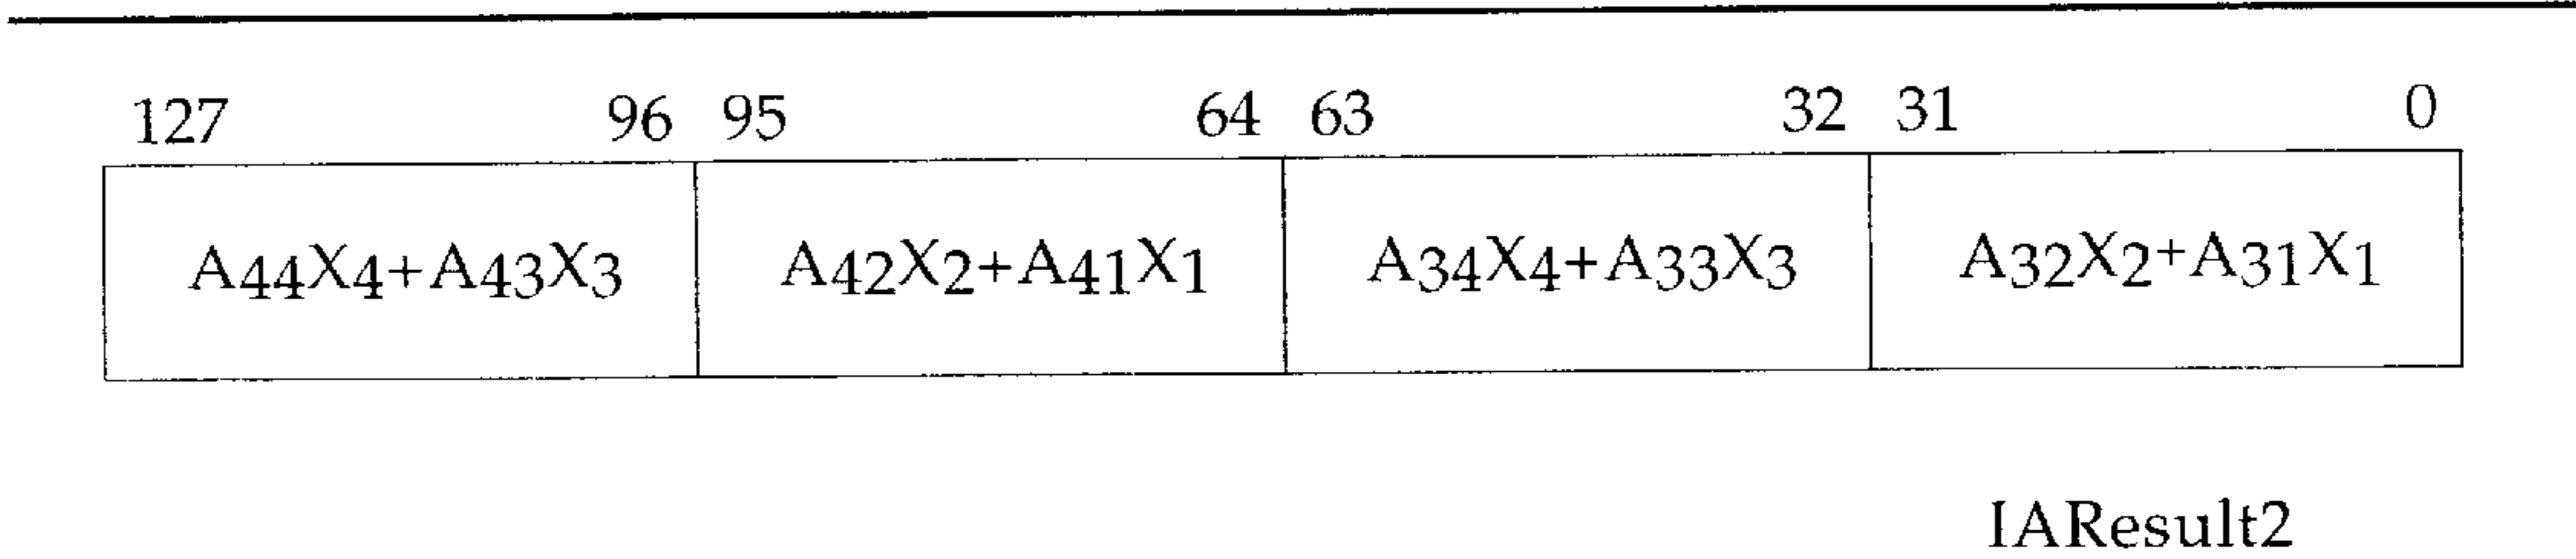 127 96 95 64 63 32 31 0
A44X4+A43X3 A42X2+A41X1 A34X4+A33X3 A32X2+A31X1
IAResult2